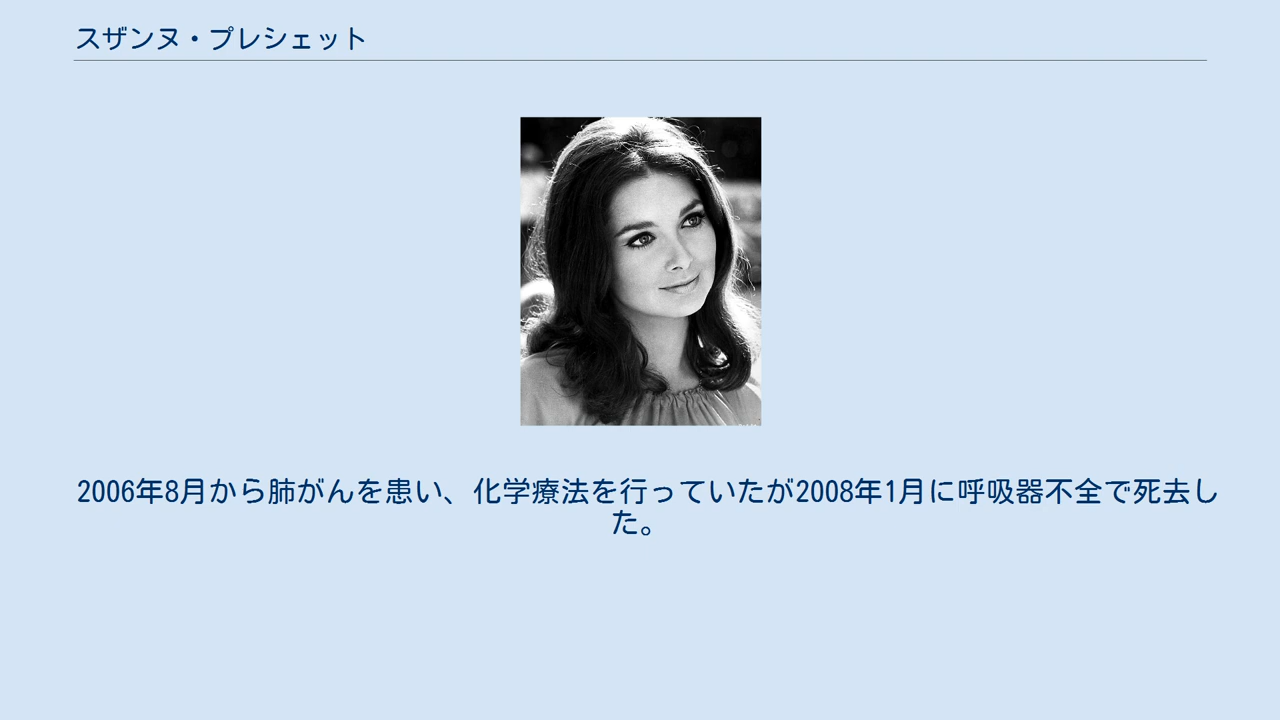 スザンヌ・プレシェット
2006年8月から肺がんを患い、化学療法を行っていたが2008年1月に呼吸器不全で死去し
た。